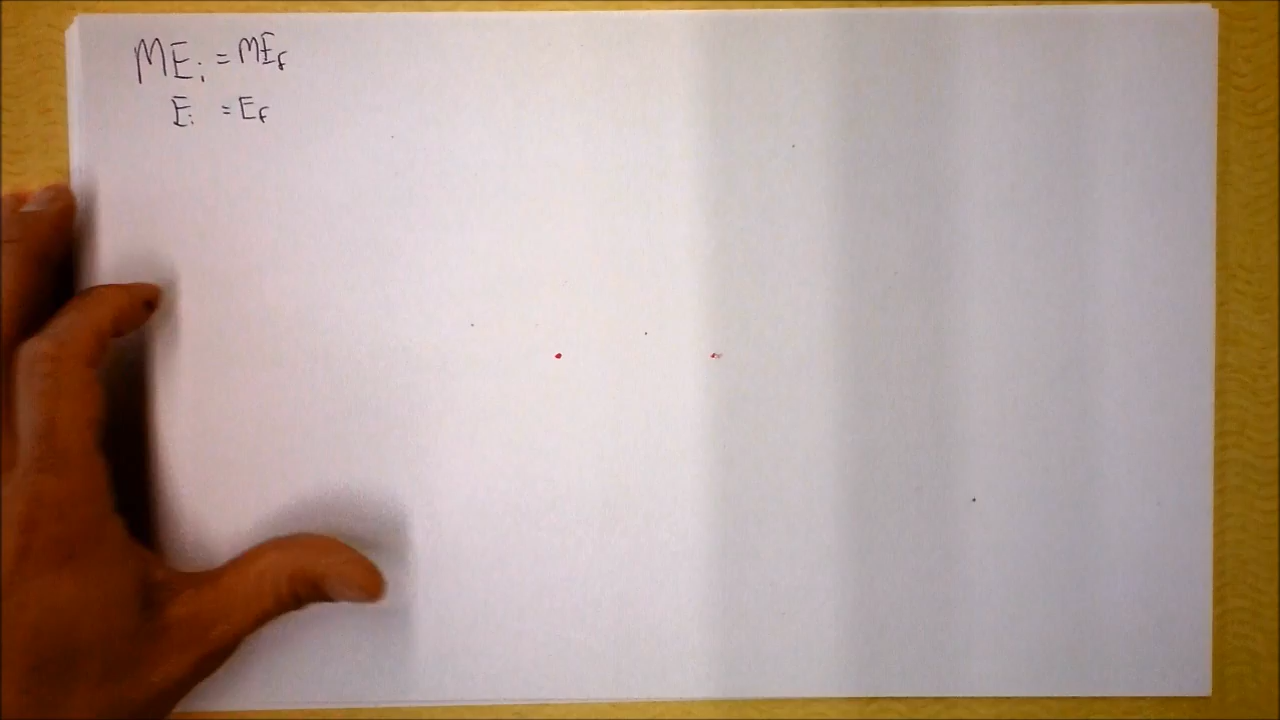 MEi = MEf
Ei = Ef